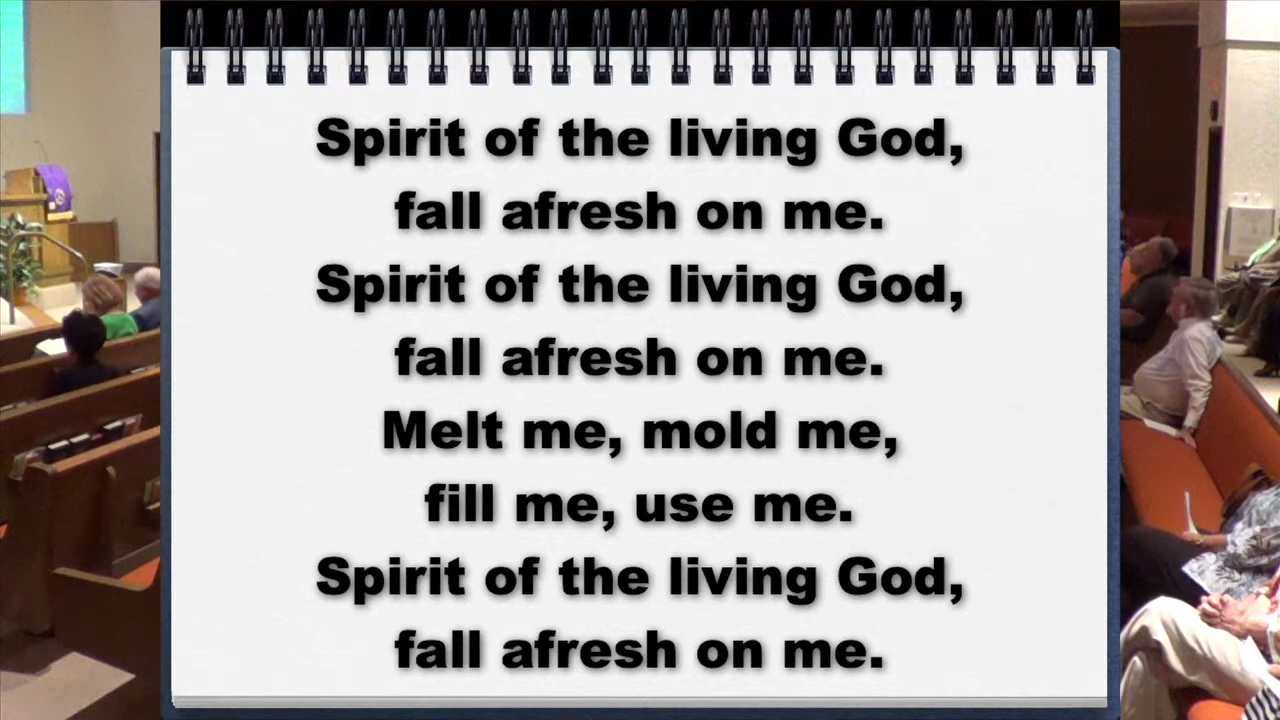 Spirit of the living God,
fall afresh on me.
Spirit of the living God,
fall afresh on me.
Melt me, mold me,
fill me, use me.
Spirit of the living God,
fall afresh on me.